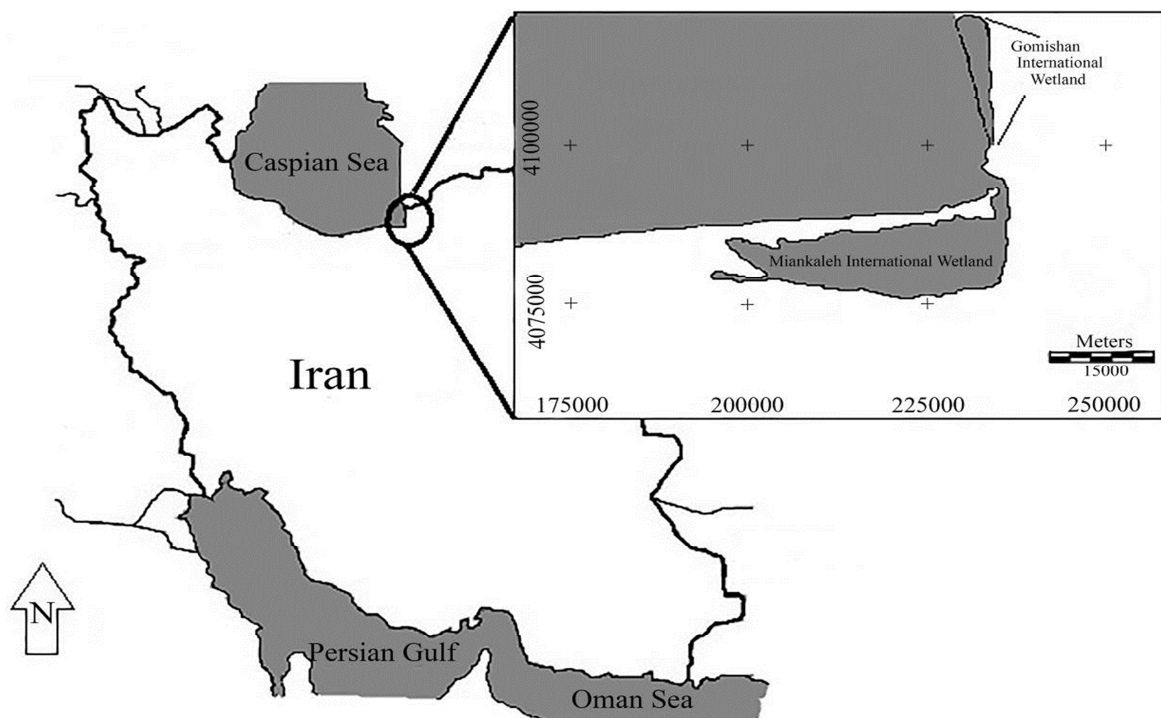 Gomishan
International
Wetland
4100000
Caspian Sea
Miankaleh International Wetland
4075000
Meters
15000
Iran
175000
200000
225000
250000
N
Persian Gulf
Oman Sea